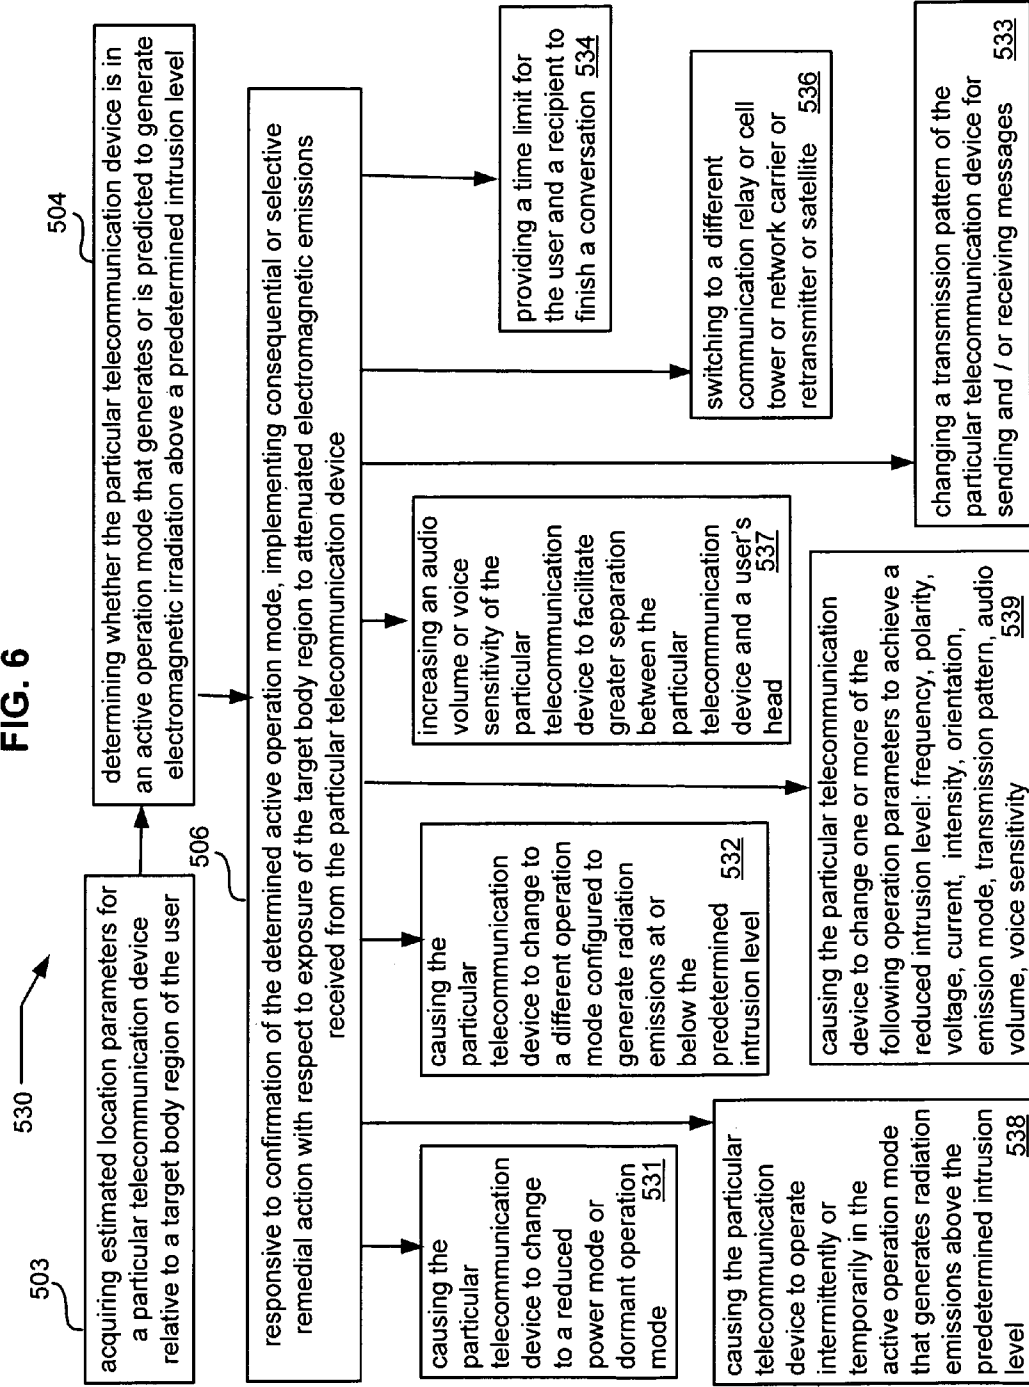 FIG. 6
530
503
acquiring estimated location parameters for
a particular telecommunication device
relative to a target body region of the user
504
determining whether the particular telecommunication device is in
an active operation mode that generates or is predicted to generate
electromagnetic irradiation above a predetermined intrusion level
506
responsive to confirmation of the determined active operation mode, implementing consequential or selective
remedial action with respect to exposure of the target body region to attenuated electromagnetic emissions
received from the particular telecommunication device
causing the
particular
telecommunication
device to change
to a reduced
power mode or
dormant operation
mode 531
causing the
particular
telecommunication
device to change to
a different operation
mode configured to
generate radiation
emissions at or
below the
predetermined
intrusion level 532
increasing an audio
volume or voice
sensitivity of the
particular
telecommunication
device to facilitate
greater separation
between the
particular
telecommunication
device and a user's
head 537
providing a time limit for
the user and a recipient to
finish a conversation 534
causing the particular
telecommunication
device to operate
intermittently or
temporarily in the
active operation mode
that generates radiation
emissions above the
predetermined intrusion
level 538
causing the particular telecommunication
device to change one or more of the
following operation parameters to achieve a
reduced intrusion level: frequency, polarity,
voltage, current, intensity, orientation,
emission mode, transmission pattern, audio
volume, voice sensitivity 539
switching to a different
communication relay or cell
tower or network carrier or
retransmitter or satellite 536
changing a transmission pattern of the
particular telecommunication device for
sending and / or receiving messages
533